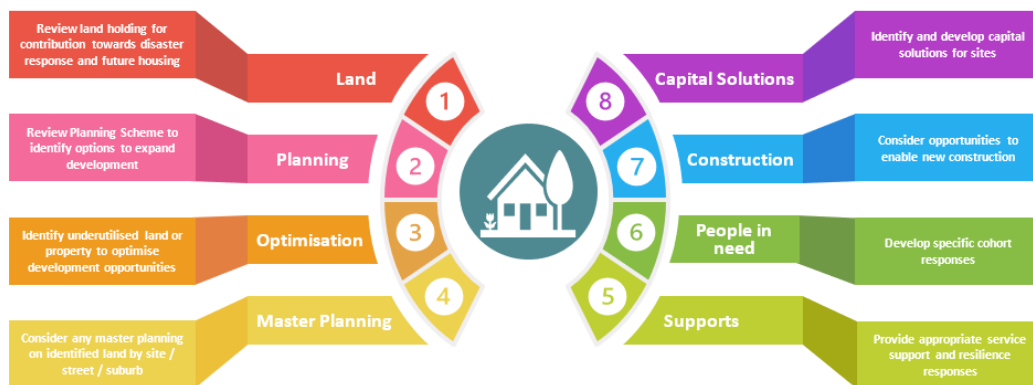 Review land holding for
contribution towards disaster
response and future housing
Land
1
Review Planning Scheme to
identify options to expand
development
Planning
2
Identify underutilised land or
property to optimise
development opportunities
Optimisation
3
Consider any master planning
on identified land by site /
street / suburb
Master Planning
4
8
Capital Solutions
Identify and develop capital
solutions for sites
7
Construction
Consider opportunities to
enable new construction
6
People in
need
Develop specific cohort
responses
5
Supports
Provide appropriate service
support and resilience
responses